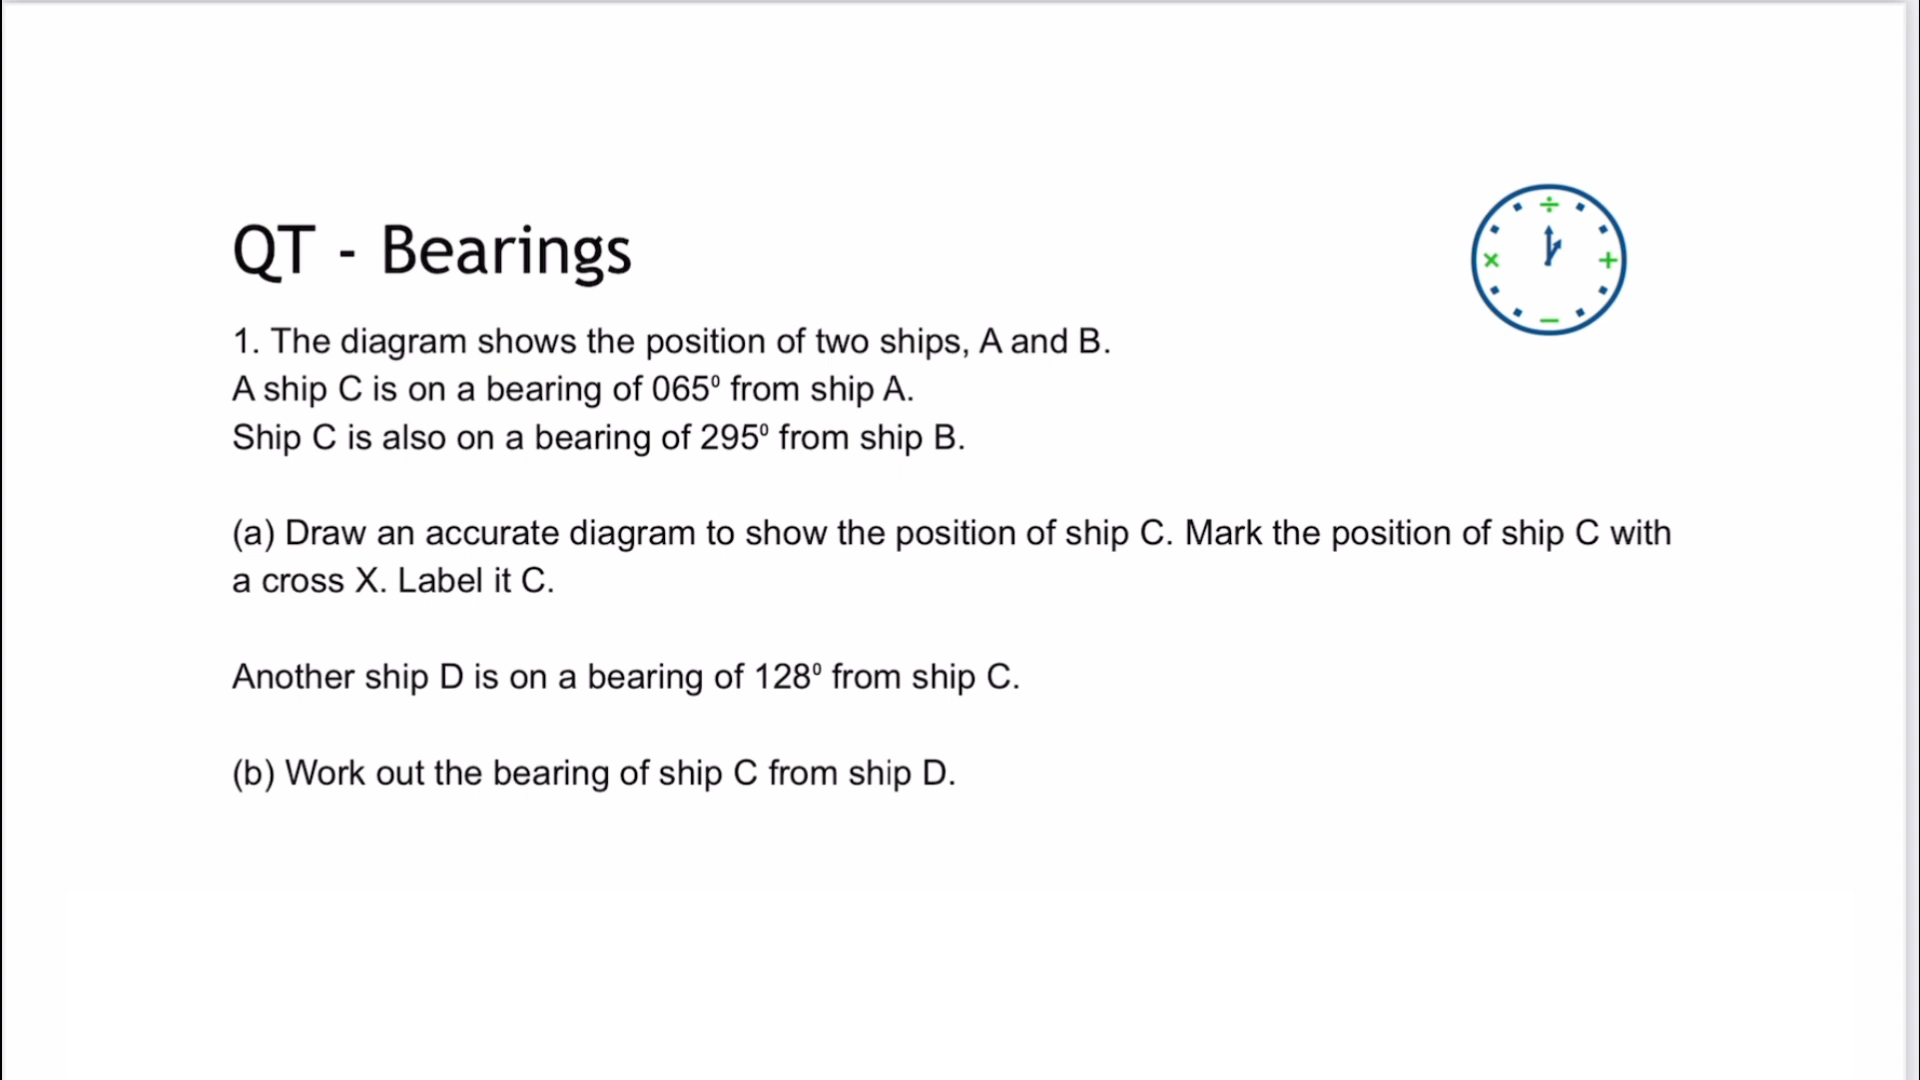 QT - Bearings
1. The diagram shows the position of two ships, A and B.
A ship C is on a bearing of 065⁰ from ship A.
Ship C is also on a bearing of 295⁰ from ship B.
(a) Draw an accurate diagram to show the position of ship C. Mark the position of ship C with
a cross X. Label it C.
Another ship D is on a bearing of 128⁰ from ship C.
(b) Work out the bearing of ship C from ship D.